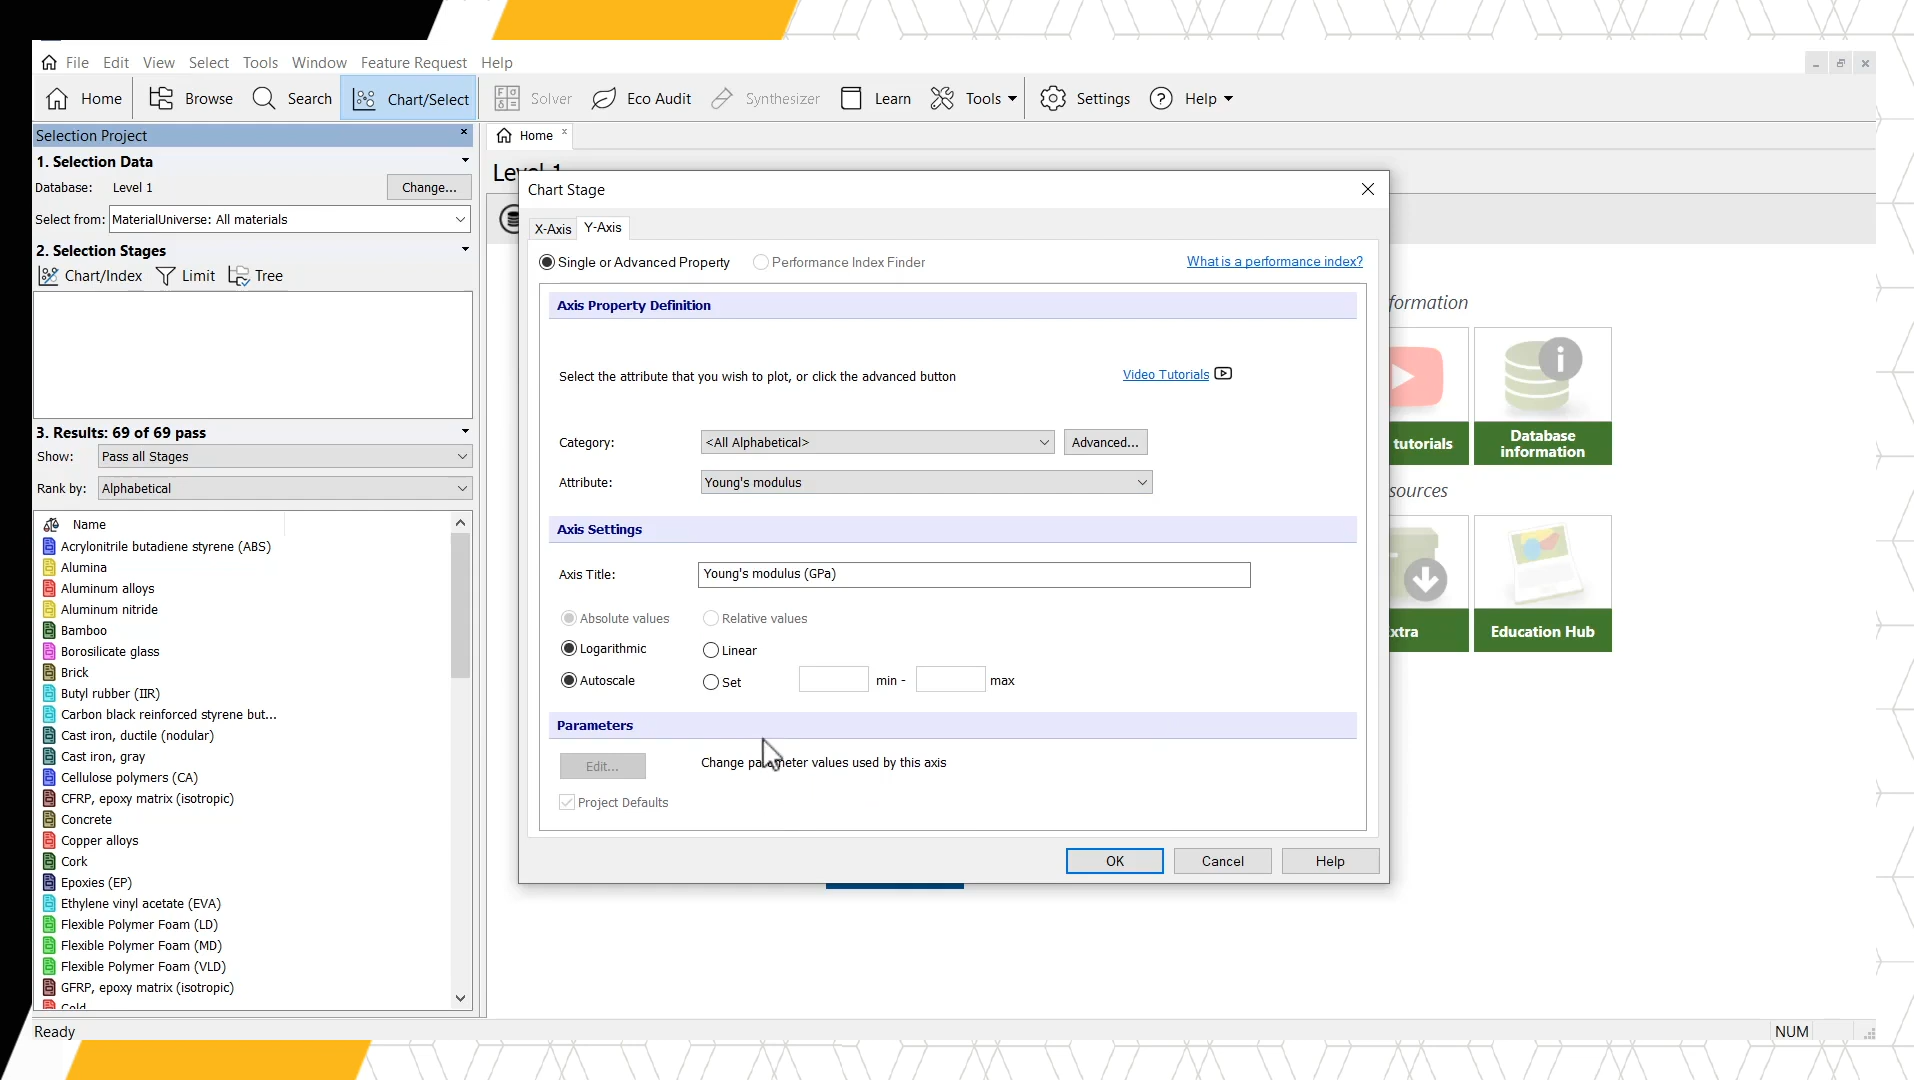 File Edit View Select Tools Window Feature Request Help
Home Browse Search Chart/Select Solver Eco Audit Synthesizer Learn Tools Settings Help
Selection Project
1. Selection Data
Database: Level 1 Change...
Select from: MaterialUniverse: All materials
2. Selection Stages
Chart/Index Limit Tree
3. Results: 69 of 69 pass
Show: Pass all Stages
Rank by: Alphabetical
Name
Acrylonitrile butadiene styrene (ABS)
Alumina
Aluminum alloys
Aluminum nitride
Bamboo
Borosilicate glass
Brick
Butyl rubber (IIR)
Carbon black reinforced styrene but...
Cast iron, ductile (nodular)
Cast iron, gray
Cellulose polymers (CA)
CFRP, epoxy matrix (isotropic)
Concrete
Copper alloys
Cork
Epoxies (EP)
Ethylene vinyl acetate (EVA)
Flexible Polymer Foam (LD)
Flexible Polymer Foam (MD)
Flexible Polymer Foam (VLD)
GFRP, epoxy matrix (isotropic)
Gold
Home
Level 1
Chart Stage
X-Axis Y-Axis
Single or Advanced Property Performance Index Finder What is a performance index?
Axis Property Definition
Select the attribute that you wish to plot, or click the advanced button Video Tutorials
Category: <All Alphabetical> Advanced...
Attribute: Young's modulus
Axis Settings
Axis Title: Young's modulus (GPa)
Absolute values Relative values
Logarithmic Linear
Autoscale Set min - max
Parameters
Edit... Change parameter values used by this axis
Project Defaults
OK Cancel Help
formation
tutorials
Database
information
sources
xtra
Education Hub
Ready NUM